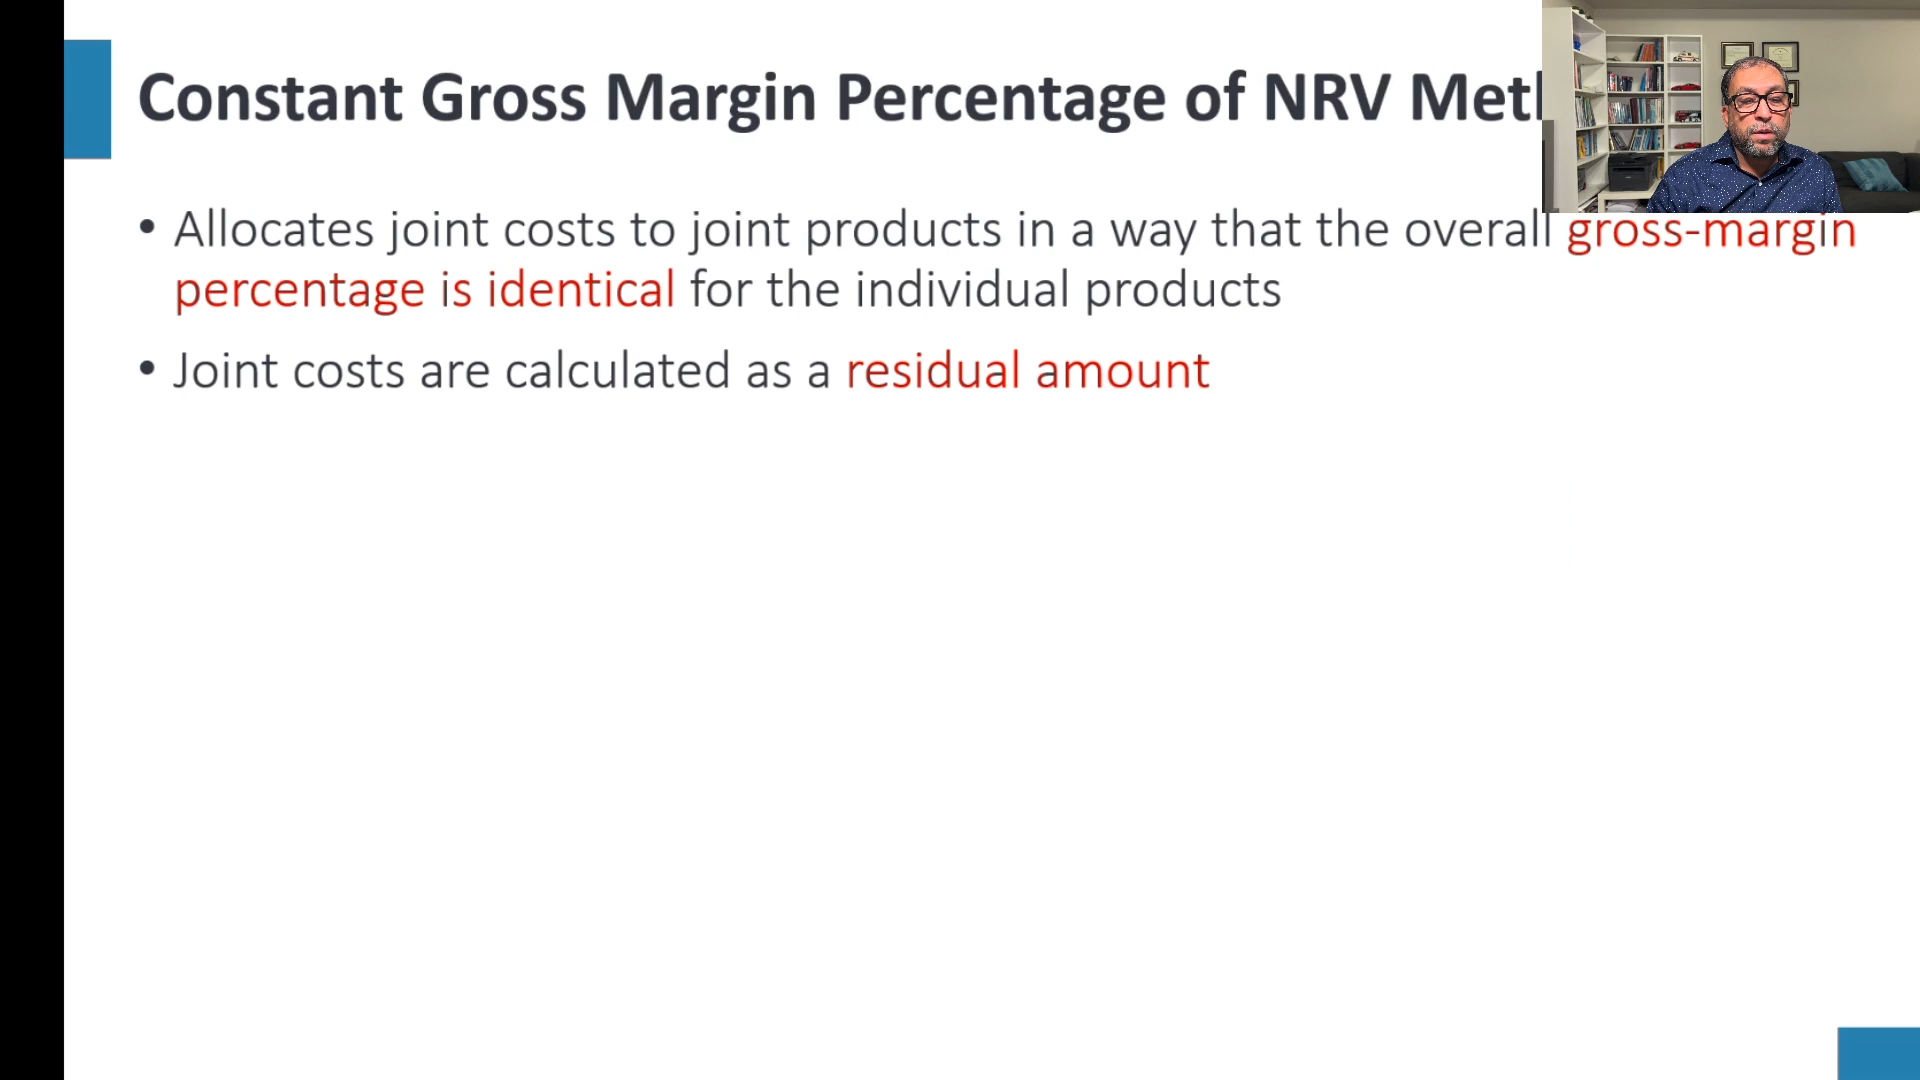 Constant Gross Margin Percentage of NRV
• Allocates joint costs to joint products in a way that the overall gross-margin
percentage is identical for the individual products
• Joint costs are calculated as a residual amount